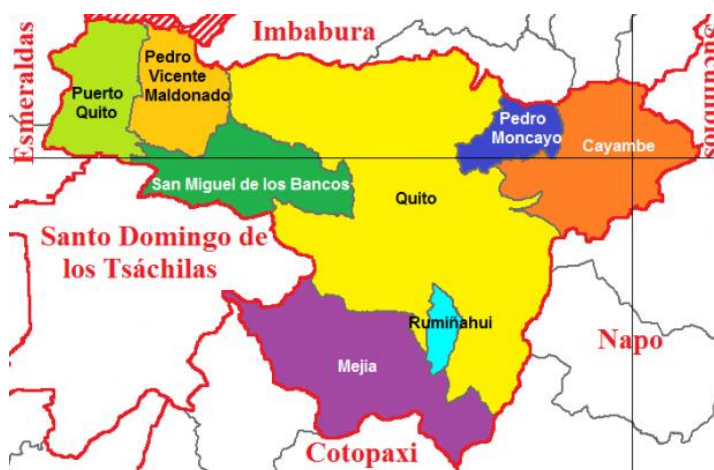 Imbabura
Esmeraldas
Sucumbíos
Pedro
Vicente
Maldonado
Puerto
Quito
Pedro
Moncayo
Cayambe
San Miguel de los Bancos
Quito
Santo Domingo de
los Tsáchilas
Rumiñahui
Napo
Mejía
Cotopaxi